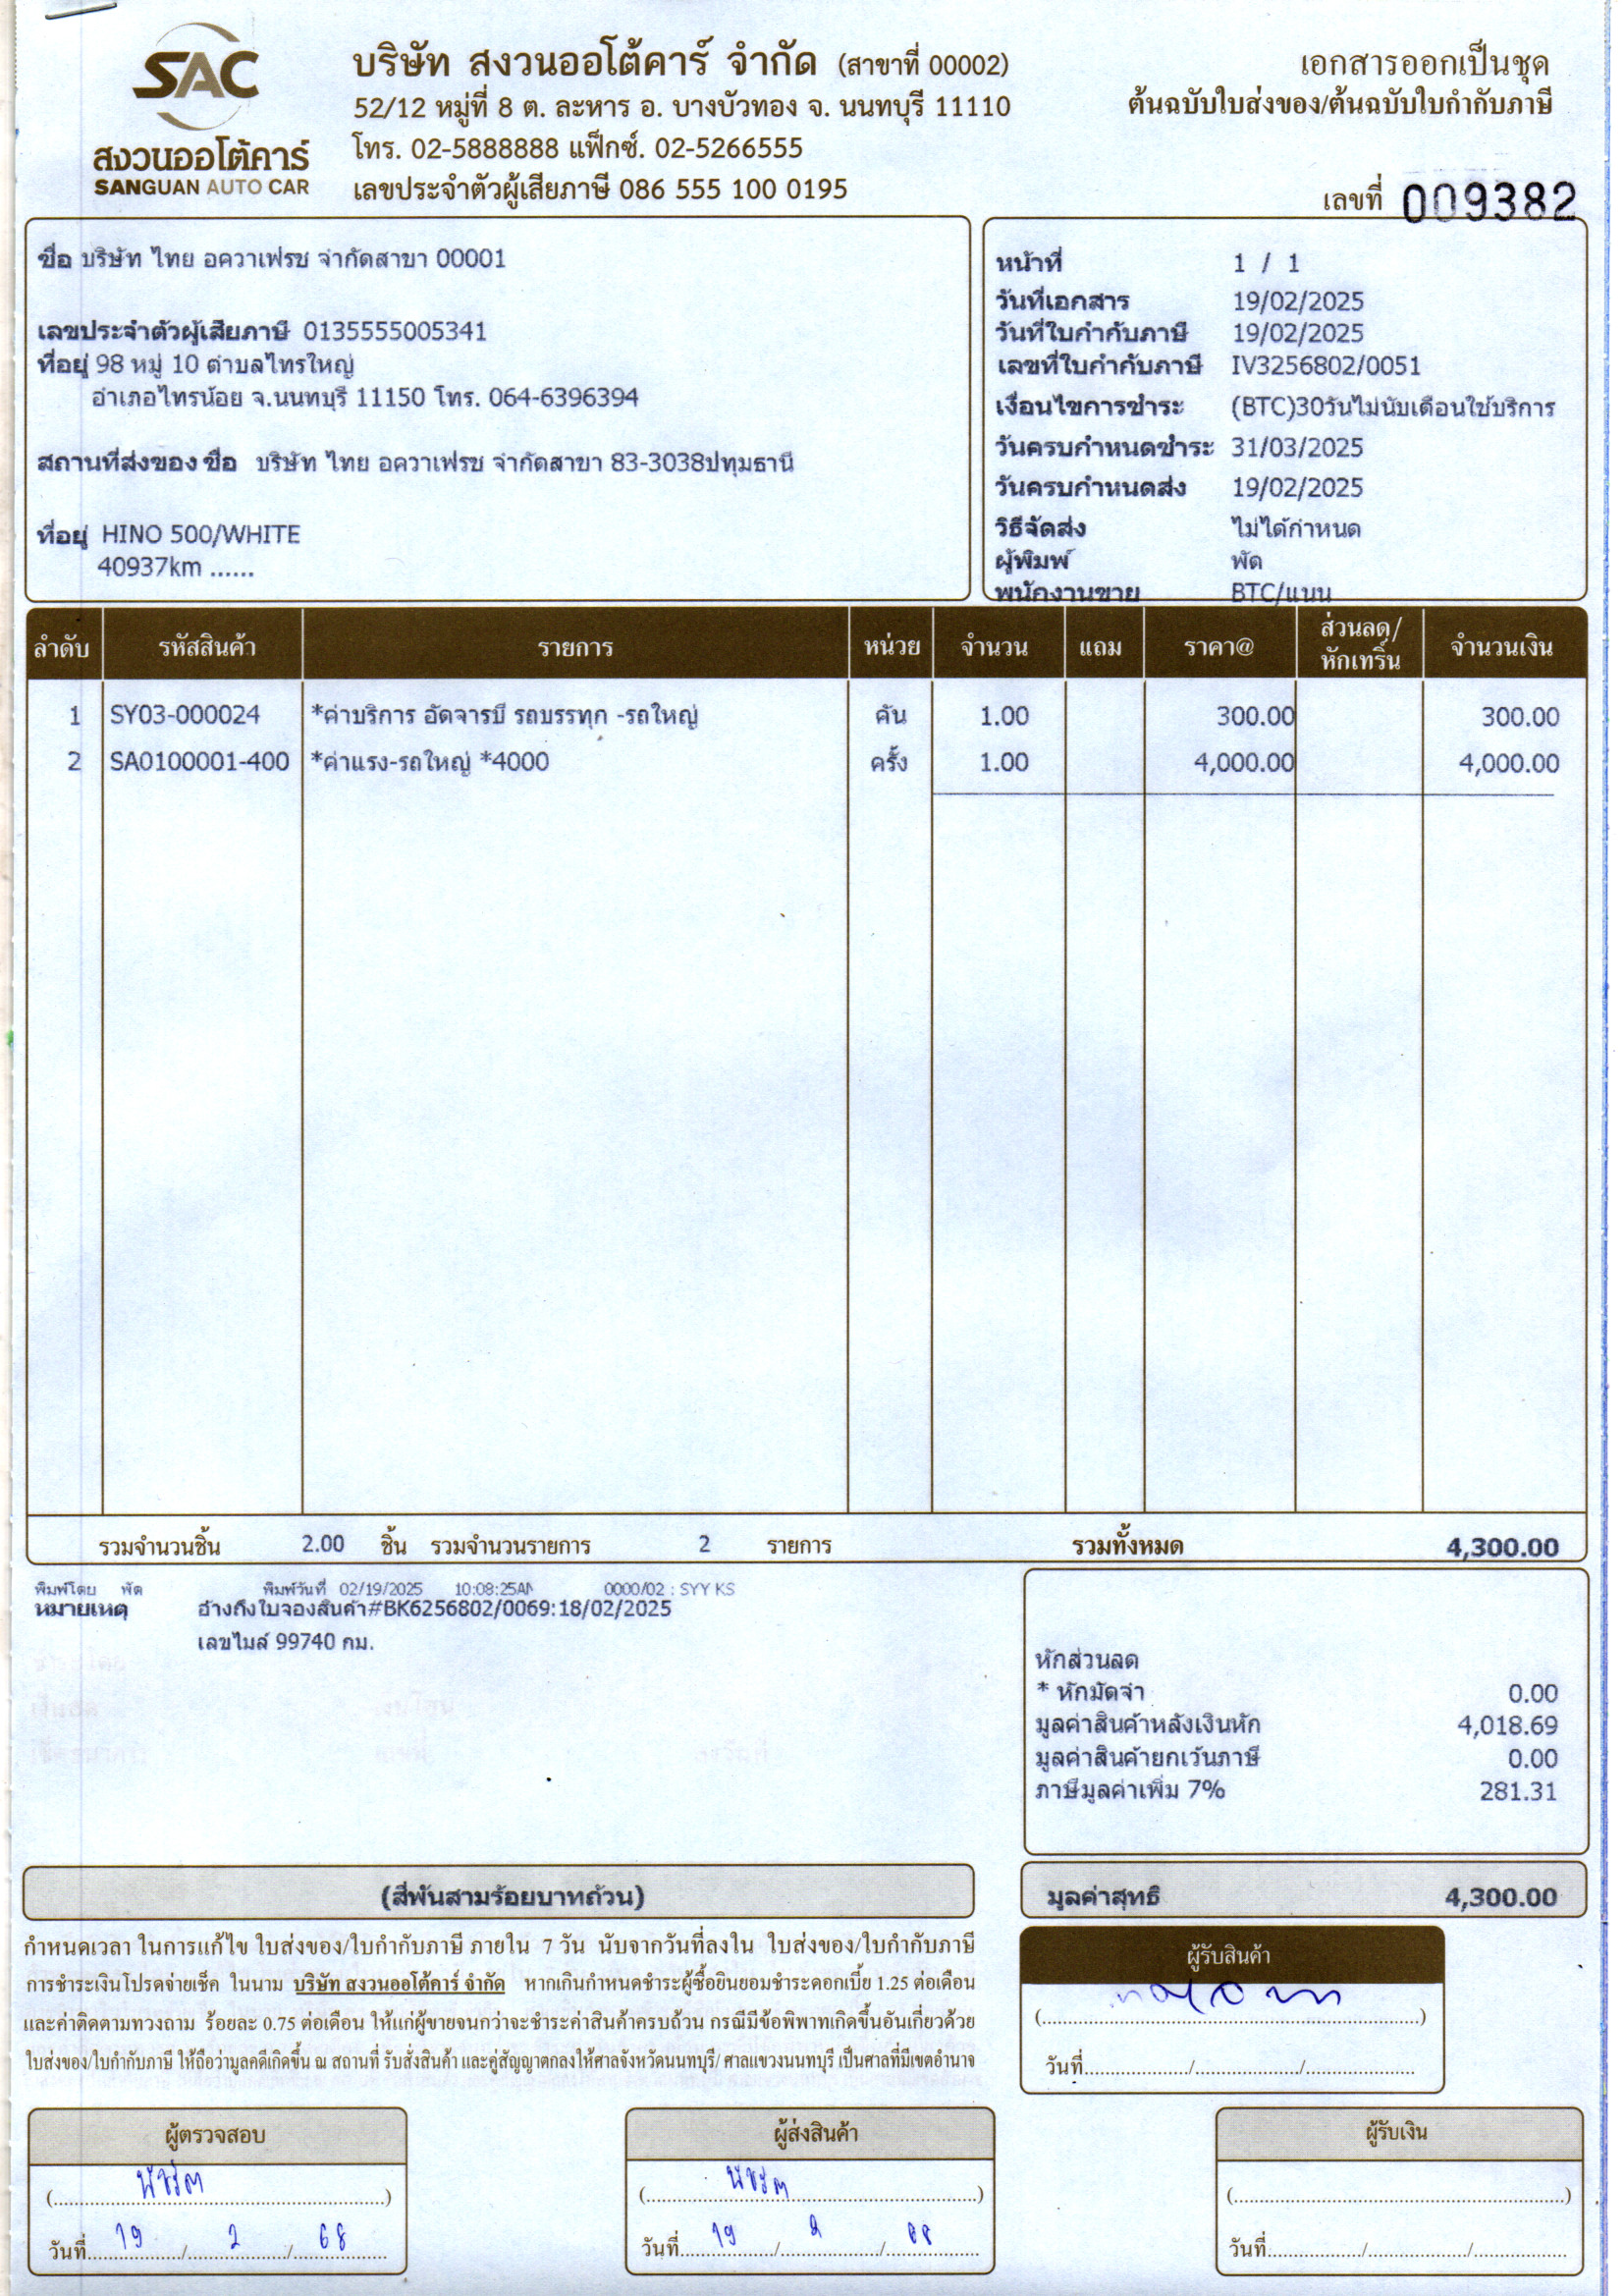 SAC
สงวนออโต้คาร์
SANGUAN AUTO CAR
บริษัท สงวนออโต้คาร์ จำกัด (สาขาที่ 00002)
52/12 หมู่ที่ 8 ต. ละหาร อ. บางบัวทอง จ. นนทบุรี 11110
โทร. 02-5888888 แฟ็กซ์. 02-5266555
เลขประจำตัวผู้เสียภาษี 086 555 100 0195
เอกสารออกเป็นชุด
ต้นฉบับใบส่งของ/ต้นฉบับใบกำกับภาษี
เลขที่ 009382
ชื่อ บริษัท ไทย อควาเฟรช จำกัดสาขา 00001
เลขประจำตัวผู้เสียภาษี 0135555005341
ที่อยู่ 98 หมู่ 10 ตำบลไทรใหญ่
อำเภอไทรน้อย จ.นนทบุรี 11150 โทร. 064-6396394
สถานที่ส่งของ ชื่อ บริษัท ไทย อควาเฟรช จำกัดสาขา 83-3038ปทุมธานี
ที่อยู่ HINO 500/WHITE
40937km ......
หน้าที่ 1 / 1
วันที่เอกสาร 19/02/2025
วันที่ใบกำกับภาษี 19/02/2025
เลขที่ใบกำกับภาษี IV3256802/0051
เงื่อนไขการชำระ (BTC)30วันไม่นับเดือนใช้บริการ
วันครบกำหนดชำระ 31/03/2025
วันครบกำหนดส่ง 19/02/2025
วิธีจัดส่ง ไม่ได้กำหนด
ผู้พิมพ์ พัด
พนักงานขาย BTC/แนน
ลำดับ รหัสสินค้า รายการ หน่วย จำนวน แถม ราคา@ ส่วนลด/หักเทริ์น จำนวนเงิน
1 SY03-000024 *ค่าบริการ อัดจารบี รถบรรทุก -รถใหญ่ คัน 1.00 300.00 300.00
2 SA0100001-400 *ค่าแรง-รถใหญ่ *4000 ครั้ง 1.00 4,000.00 4,000.00
รวมจำนวนชิ้น 2.00 ชิ้น รวมจำนวนรายการ 2 รายการ รวมทั้งหมด 4,300.00
พิมพ์โดย พัด พิมพ์วันที่ 02/19/2025 10:08:25AM 0000/02 : SYY KS
หมายเหตุ อ้างถึงใบจองสินค้า#BK6256802/0069:18/02/2025
เลขไมล์ 99740 กม.
หักส่วนลด
* หักมัดจำ 0.00
มูลค่าสินค้าหลังเงินหัก 4,018.69
มูลค่าสินค้ายกเว้นภาษี 0.00
ภาษีมูลค่าเพิ่ม 7% 281.31
(สี่พันสามร้อยบาทถ้วน)
มูลค่าสุทธิ 4,300.00
กำหนดเวลา ในการแก้ไข ใบส่งของ/ใบกำกับภาษี ภายใน 7 วัน นับจากวันที่ลงใน ใบส่งของ/ใบกำกับภาษี
การชำระเงินโปรดจ่ายเช็ค ในนาม บริษัท สงวนออโต้คาร์ จำกัด หากเกินกำหนดชำระผู้ซื้อยินยอมชำระดอกเบี้ย 1.25 ต่อเดือน
และค่าติดตามทวงถาม ร้อยละ 0.75 ต่อเดือน ให้แก่ผู้ขายจนกว่าจะชำระค่าสินค้าครบถ้วน กรณีมีข้อพิพาทเกิดขึ้นอันเกี่ยวด้วย
ใบส่งของ/ใบกำกับภาษี ให้ถือว่ามูลคดีเกิดขึ้น ณ สถานที่ รับสั่งสินค้า และคู่สัญญาตกลงให้ศาลจังหวัดนนทบุรี/ ศาลแขวงนนทบุรี เป็นศาลที่มีเขตอำนาจ
ผู้รับสินค้า
วันที่......../......../........
ผู้ตรวจสอบ
วันที่ 19 / 2 / 68
ผู้ส่งสินค้า
วันที่ 19 / 2 / 68
ผู้รับเงิน
วันที่......../......../........